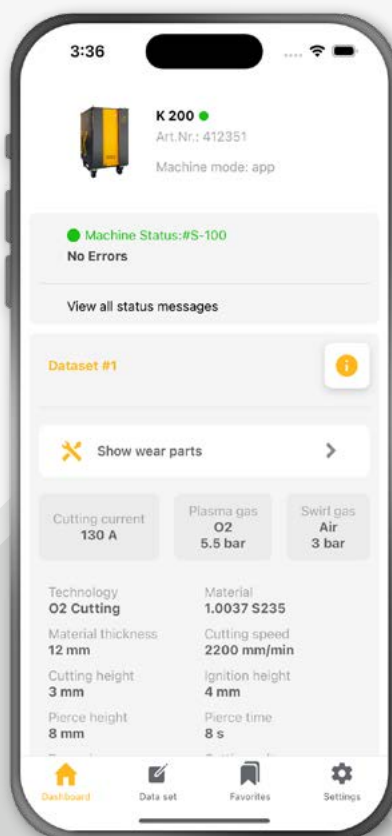 3:36
K 200
Art.Nr.: 412351
Machine mode: app
Machine Status:#S-100
No Errors
View all status messages
Dataset #1
Show wear parts
Cutting current
130 A
Plasma gas
O2
5.5 bar
Swirl gas
Air
3 bar
Technology
O2 Cutting
Material
1.0037 S235
Material thickness
12 mm
Cutting speed
2200 mm/min
Cutting height
3 mm
Ignition height
4 mm
Pierce height
8 mm
Pierce time
8 s
Dashboard
Data set
Favorites
Settings